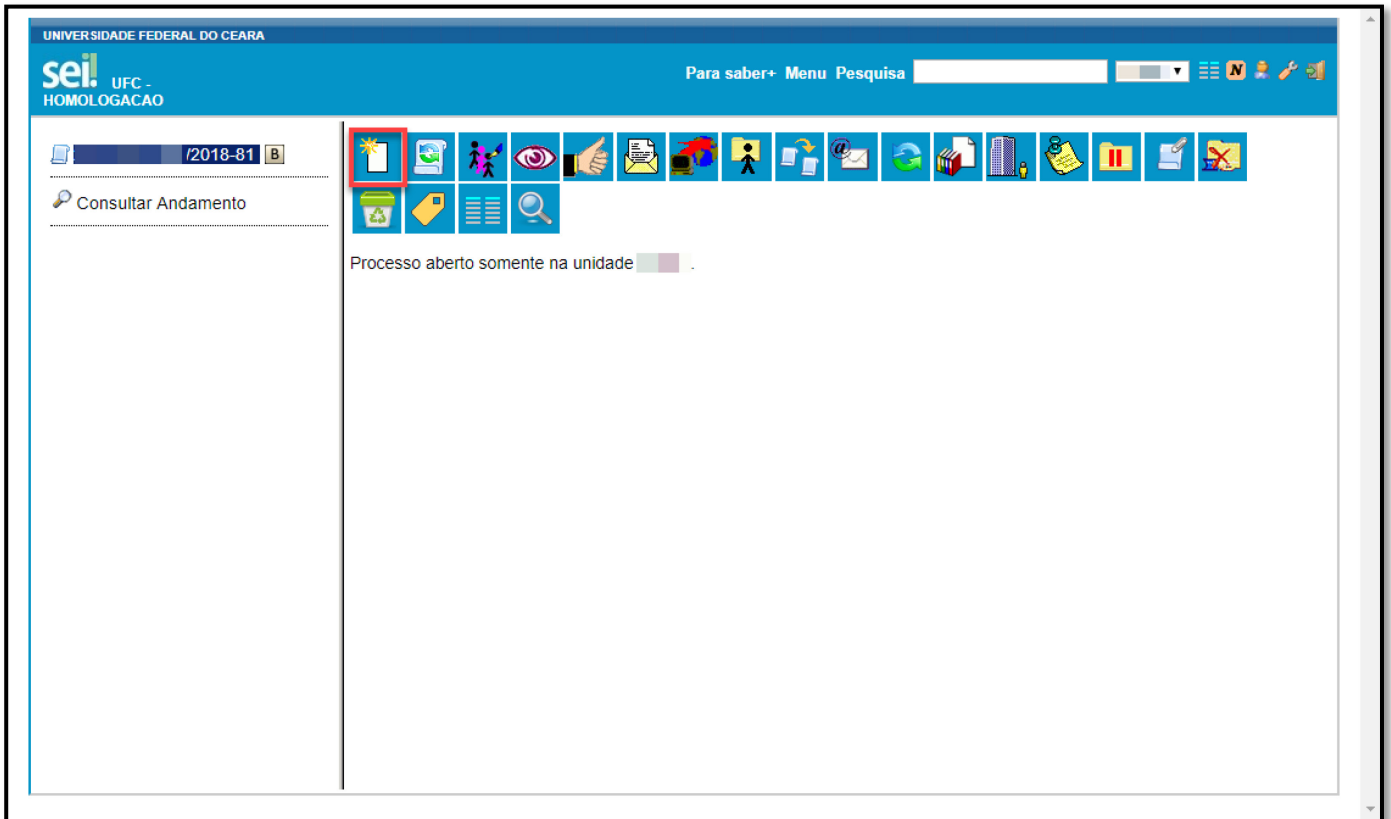 UNIVERSIDADE FEDERAL DO CEARA
sei! UFC -
HOMOLOGACAO
Para saber+ Menu Pesquisa
N
/2018-81 B
Consultar Andamento
@
Processo aberto somente na unidade .